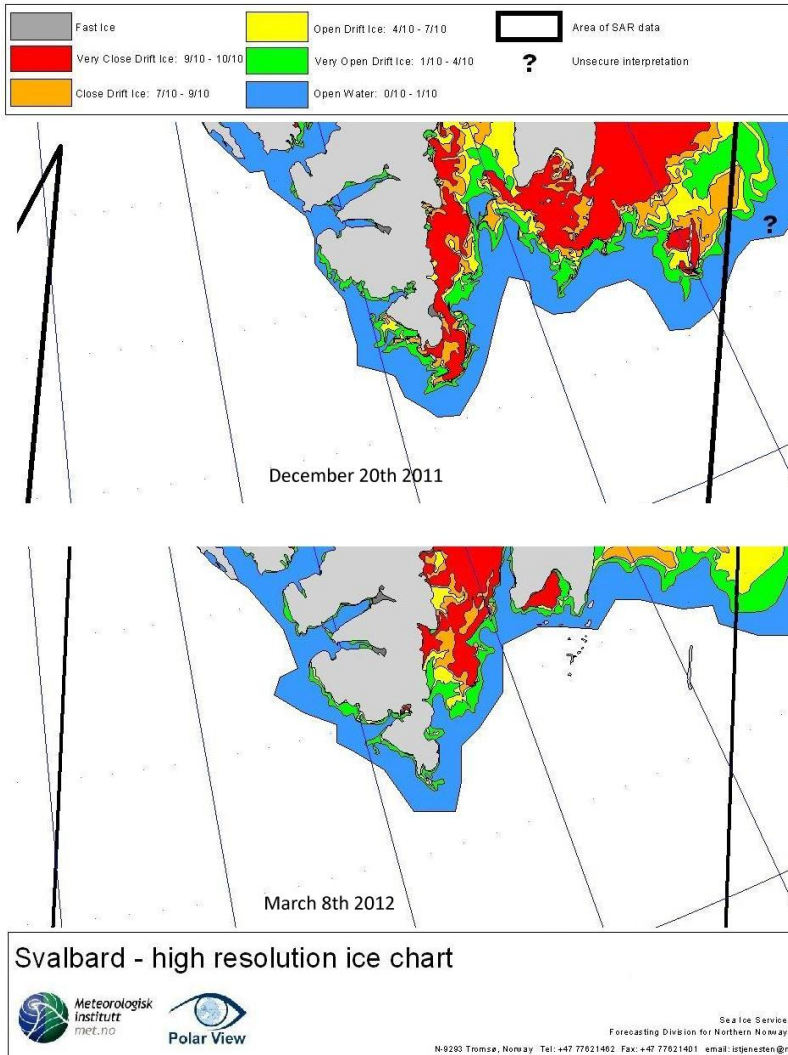 Fast Ice
Very Close Drift Ice: 9/10 - 10/10
Close Drift Ice: 7/10 - 9/10
Open Drift Ice: 4/10 - 7/10
Very Open Drift Ice: 1/10 - 4/10
Open Water: 0/10 - 1/10
Area of SAR data
? Unsecure interpretation
?
December 20th 2011
March 8th 2012
Svalbard - high resolution ice chart
Meteorologisk
institutt
met.no
Polar View
Sea Ice Service
Forecasting Division for Northern Norway
N-9293 Tromsø, Norway Tel: +47 77621462 Fax: +47 77621401 email: istjenesten@